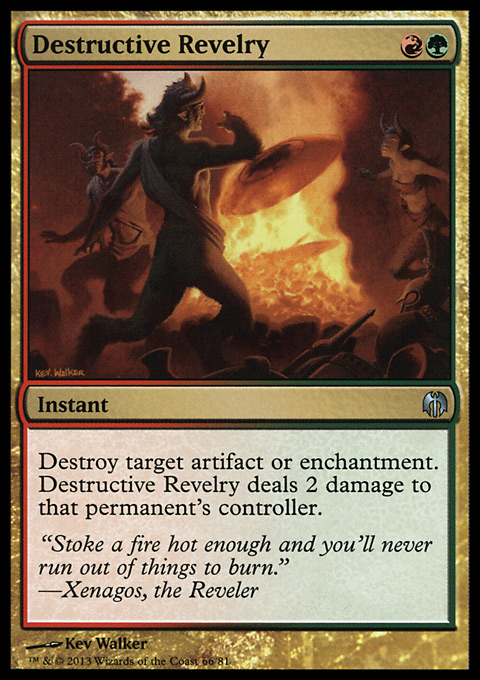 Destructive Revelry
KEV. WALKER
Instant
Destroy target artifact or enchantment.
Destructive Revelry deals 2 damage to
that permanent's controller.
"Stoke a fire hot enough and you'll never
run out of things to burn."
—Xenagos, the Reveler
Kev Walker
™ & © 2013 Wizards of the Coast 66/81